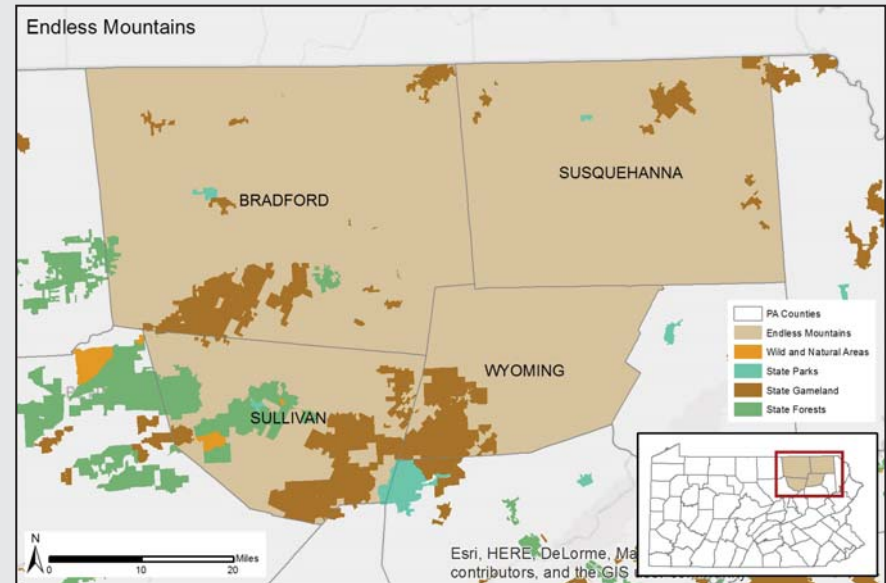 Endless Mountains
BRADFORD
SUSQUEHANNA
WYOMING
SULLIVAN
PA Counties
Endless Mountains
Wild and Natural Areas
State Parks
State Gameland
State Forests
N
0 10 20
Miles
Esri, HERE, DeLorme,
contributors, and the GIS